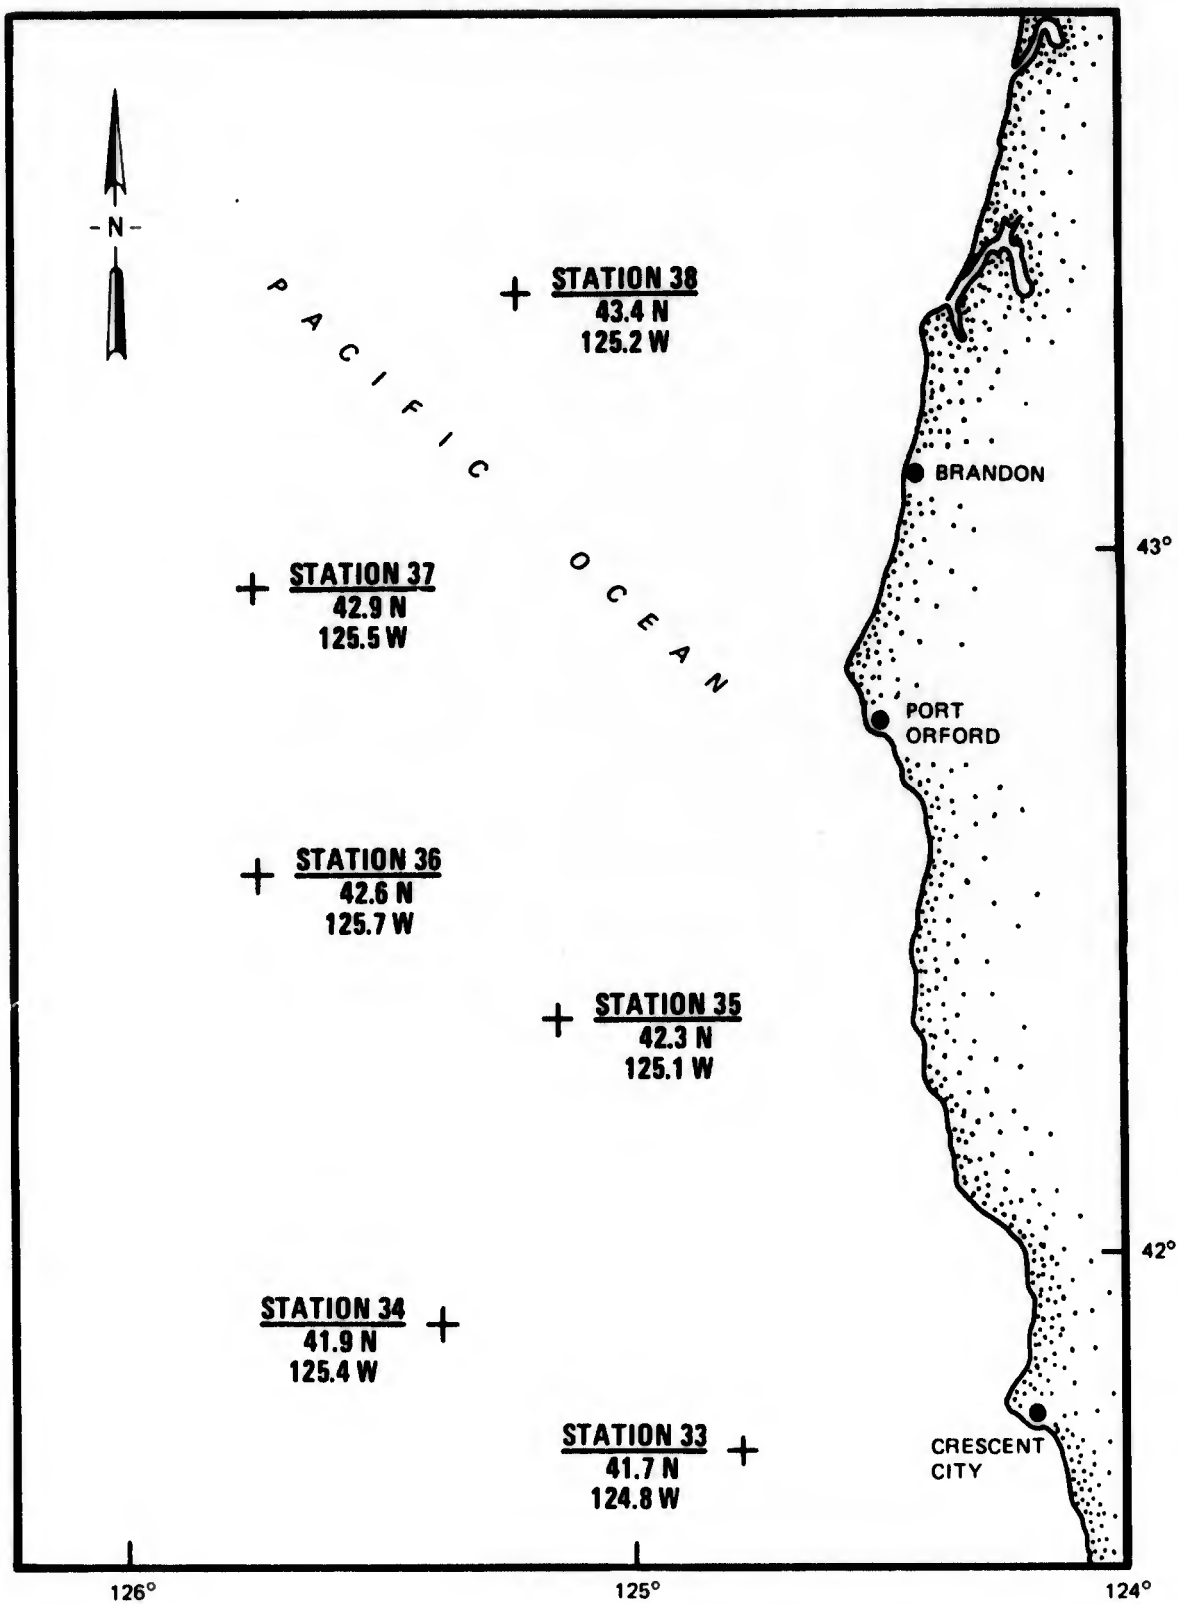 - N -
PACIFIC OCEAN
STATION 38
43.4 N
125.2 W
BRANDON
43°
STATION 37
42.9 N
125.5 W
PORT
ORFORD
STATION 36
42.6 N
125.7 W
STATION 35
42.3 N
125.1 W
42°
STATION 34
41.9 N
125.4 W
STATION 33
41.7 N
124.8 W
CRESCENT
CITY
126°
125°
124°